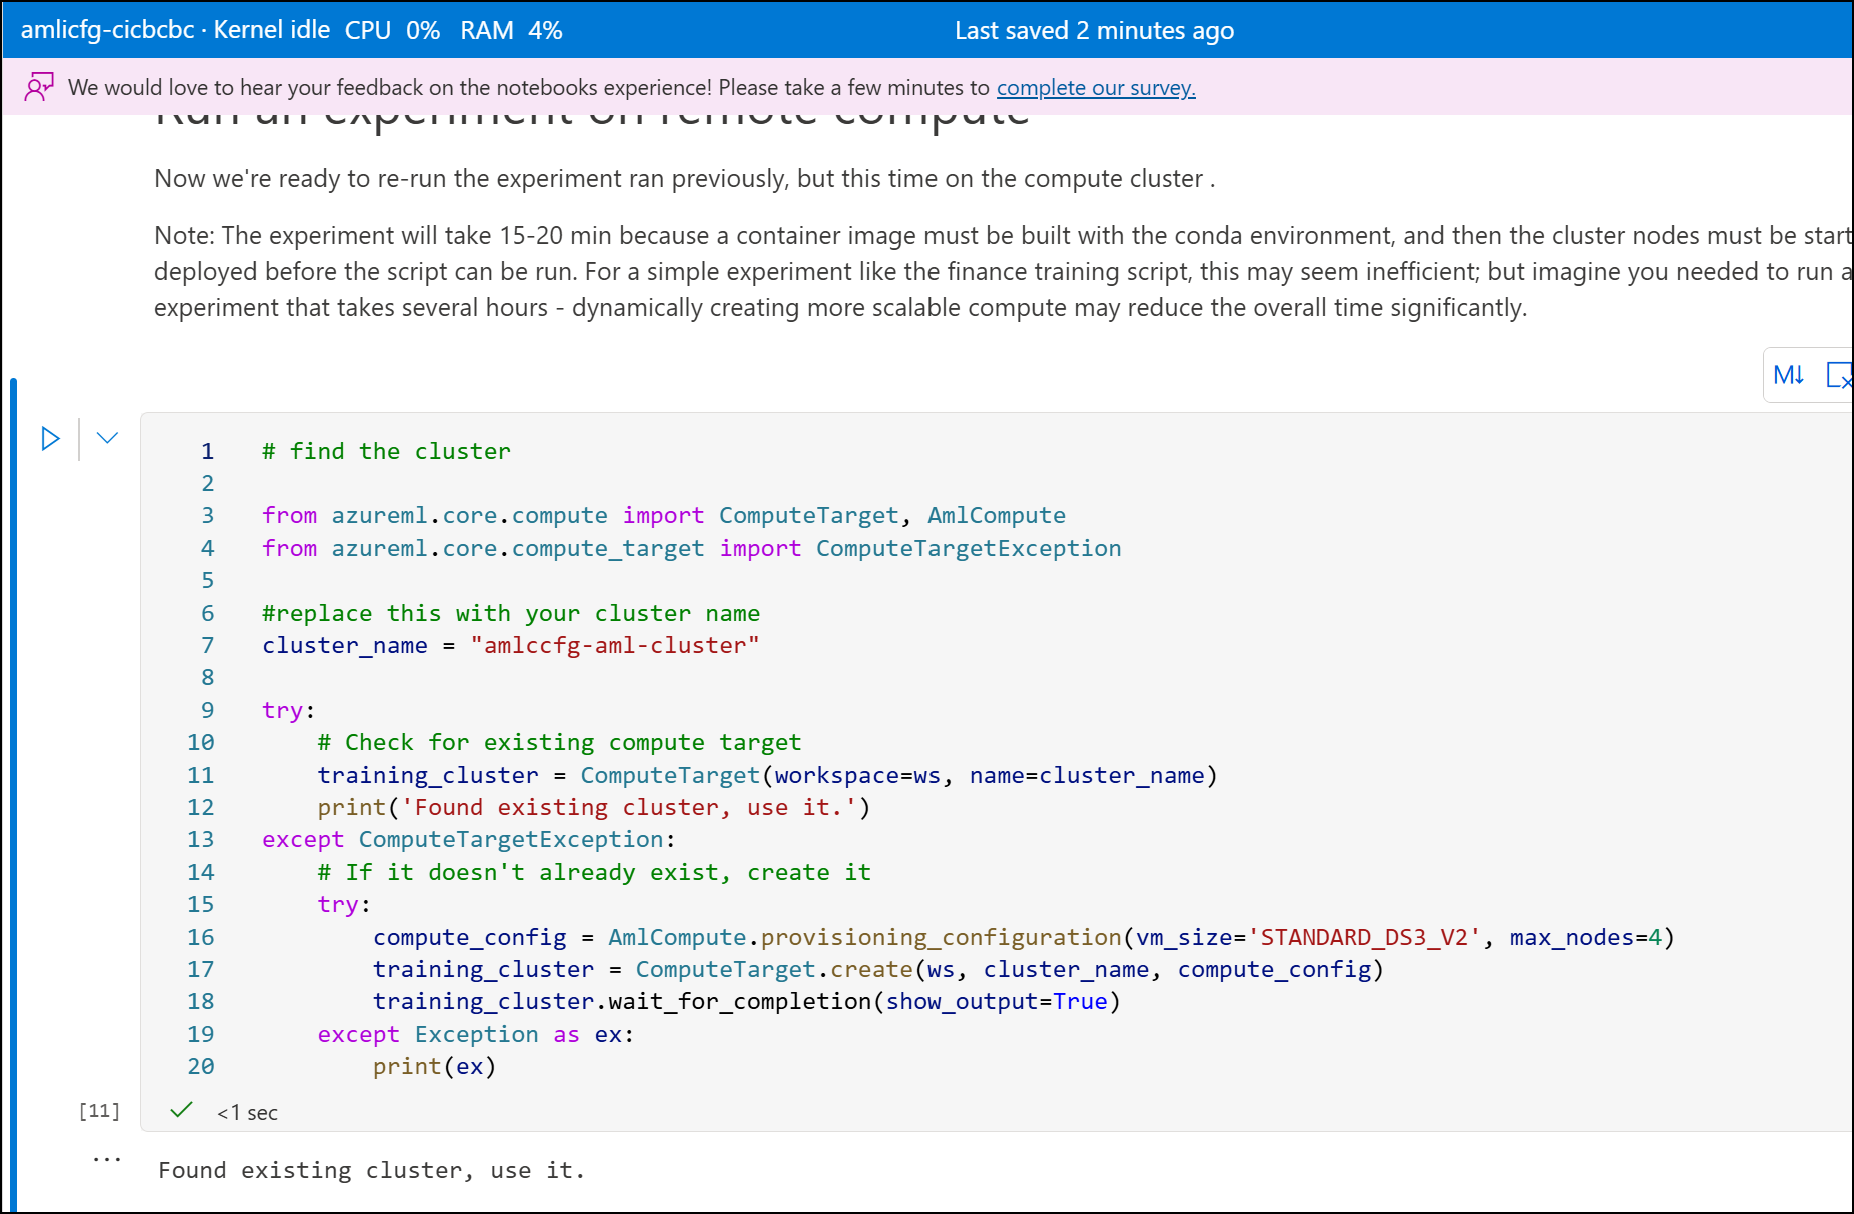 amlicfg-cicbcbc · Kernel idle CPU 0% RAM 4% Last saved 2 minutes ago
We would love to hear your feedback on the notebooks experience! Please take a few minutes to complete our survey.
Run an experiment on remote compute
Now we're ready to re-run the experiment ran previously, but this time on the compute cluster .
Note: The experiment will take 15-20 min because a container image must be built with the conda environment, and then the cluster nodes must be start
deployed before the script can be run. For a simple experiment like the finance training script, this may seem inefficient; but imagine you needed to run a
experiment that takes several hours - dynamically creating more scalable compute may reduce the overall time significantly.
M↓
1 # find the cluster
2
3 from azureml.core.compute import ComputeTarget, AmlCompute
4 from azureml.core.compute_target import ComputeTargetException
5
6 #replace this with your cluster name
7 cluster_name = "amlccfg-aml-cluster"
8
9 try:
10     # Check for existing compute target
11     training_cluster = ComputeTarget(workspace=ws, name=cluster_name)
12     print('Found existing cluster, use it.')
13 except ComputeTargetException:
14     # If it doesn't already exist, create it
15     try:
16         compute_config = AmlCompute.provisioning_configuration(vm_size='STANDARD_DS3_V2', max_nodes=4)
17         training_cluster = ComputeTarget.create(ws, cluster_name, compute_config)
18         training_cluster.wait_for_completion(show_output=True)
19     except Exception as ex:
20         print(ex)
[11] <1 sec
... Found existing cluster, use it.